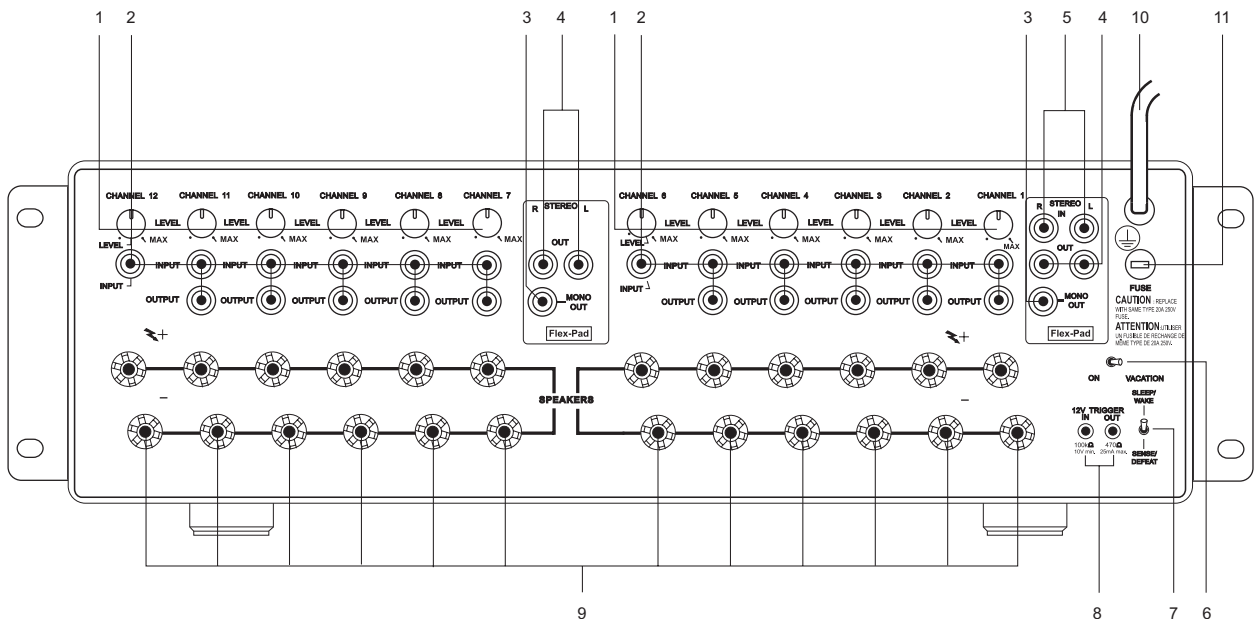 1 2 3 4 1 2 3 5 4 10 11
CHANNEL 12 CHANNEL 11 CHANNEL 10 CHANNEL 9 CHANNEL 8 CHANNEL 7 CHANNEL 6 CHANNEL 5 CHANNEL 4 CHANNEL 3 CHANNEL 2 CHANNEL 1
R STEREO L
R STEREO L
IN
LEVEL LEVEL LEVEL LEVEL LEVEL LEVEL LEVEL LEVEL LEVEL LEVEL
MAX MAX MAX MAX MAX MAX MAX MAX MAX MAX MAX MAX
LEVEL LEVEL
OUT OUT
INPUT INPUT INPUT INPUT INPUT INPUT INPUT INPUT INPUT INPUT
INPUT INPUT
OUTPUT OUTPUT OUTPUT OUTPUT OUTPUT OUTPUT OUTPUT OUTPUT OUTPUT OUTPUT
MONO
OUT
MONO
OUT
Flex-Pad Flex-Pad
FUSE
CAUTION : REPLACE
WITH SAME TYPE 20A 250V
FUSE.
ATTENTION:UTILISER
UN FUSIBLE DE RECHANGE DE
MÊME TYPE DE 20A 250V.
+ +
ON VACATION
− −
SPEAKERS
SLEEP/
WAKE
12V TRIGGER
IN OUT
100kΩ 470Ω
10V min. 25mA max.
SENSE/
DEFEAT
9 8 7 6